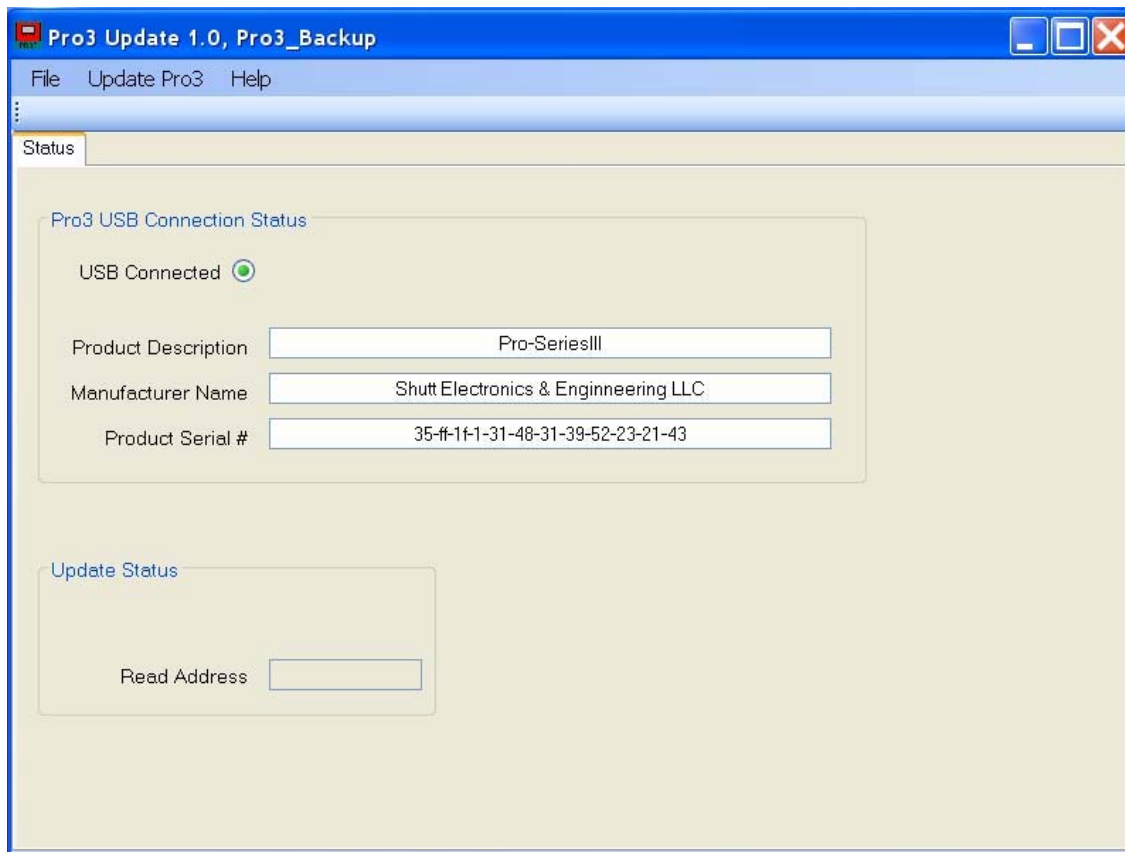 Pro3 Update 1.0, Pro3_Backup
File Update Pro3 Help
Status
Pro3 USB Connection Status
USB Connected
Product Description Pro-SeriesIII
Manufacturer Name Shutt Electronics & Enginneering LLC
Product Serial # 35-ff-1f-1-31-48-31-39-52-23-21-43
Update Status
Read Address